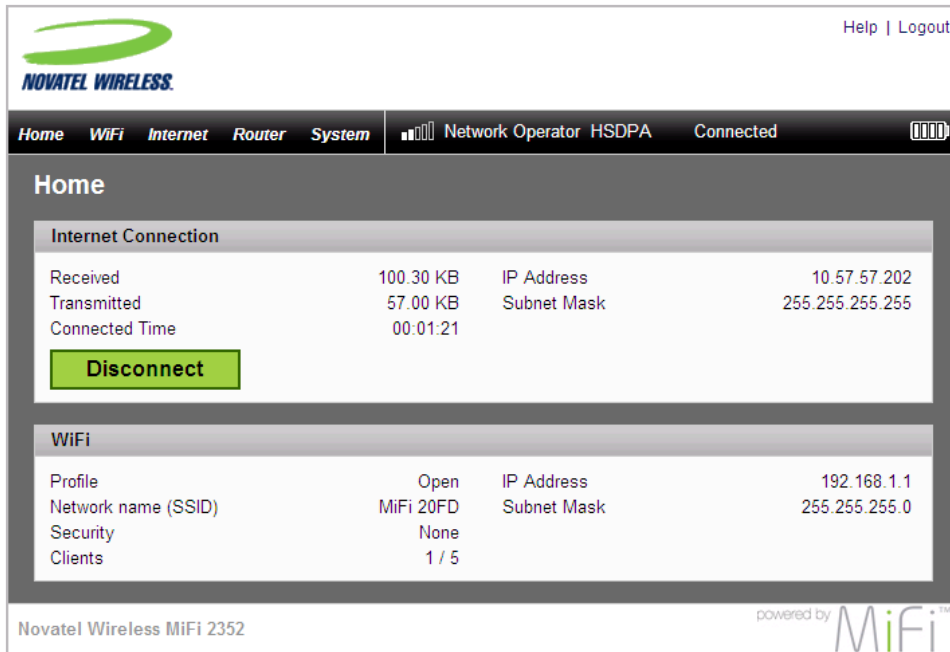 Help | Logout
NOVATEL WIRELESS.
Home WiFi Internet Router System Network Operator HSDPA Connected
Home
Internet Connection
Received 100.30 KB IP Address 10.57.57.202
Transmitted 57.00 KB Subnet Mask 255.255.255.255
Connected Time 00:01:21
Disconnect
WiFi
Profile Open IP Address 192.168.1.1
Network name (SSID) MiFi 20FD Subnet Mask 255.255.255.0
Security None
Clients 1 / 5
Novatel Wireless MiFi 2352 powered by MiFi™